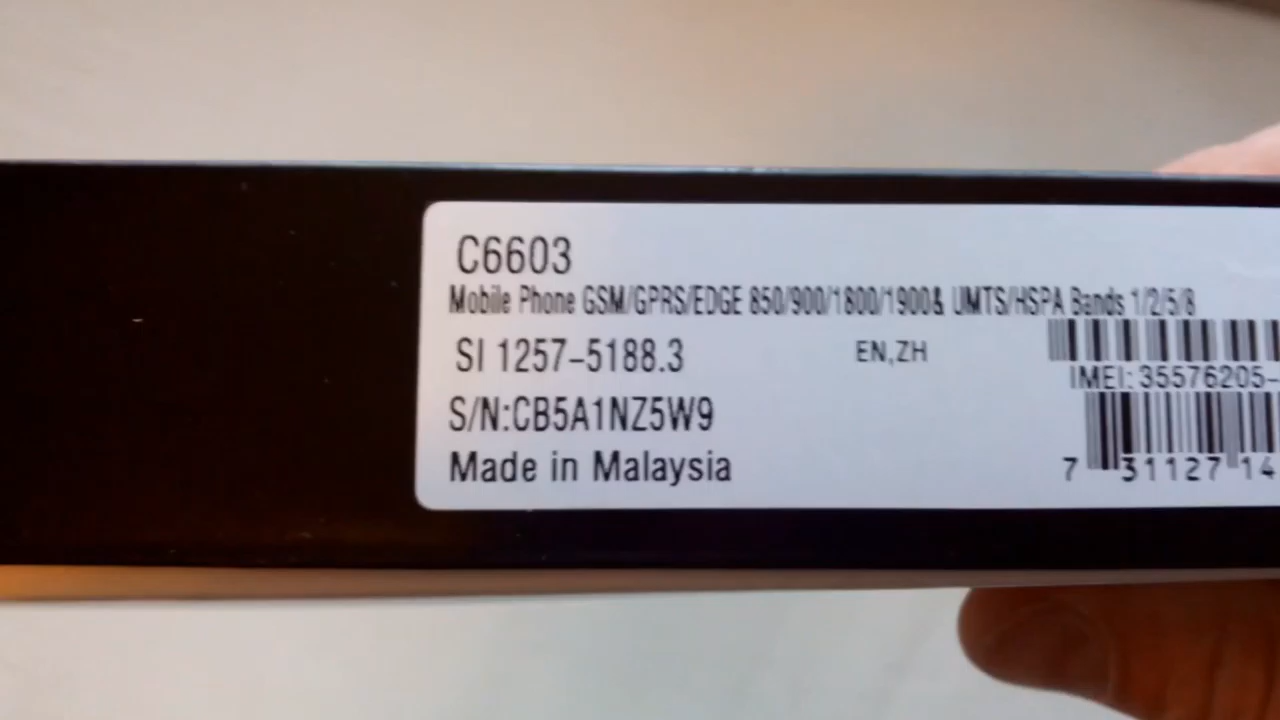 C6603
Mobile Phone GSM/GPRS/EDGE 850/900/1800/1900& UMTS/HSPA Bands 1/2/5/8
SI 1257-5188.3
EN,ZH
IMEI: 35576205-
S/N:CB5A1NZ5W9
Made in Malaysia
7 31127 14